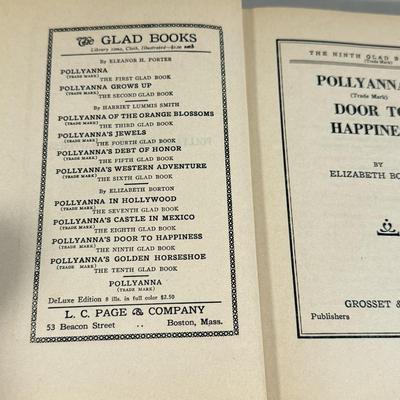 The GLAD BOOKS
Library 12mo, Cloth, Illustrated—$2.00 each
By ELEANOR H. PORTER
POLLYANNA
(TRADE MARK) THE FIRST GLAD BOOK
POLLYANNA GROWS UP
(TRADE MARK) THE SECOND GLAD BOOK
By HARRIET LUMMIS SMITH
POLLYANNA OF THE ORANGE BLOSSOMS
(TRADE MARK) THE THIRD GLAD BOOK
POLLYANNA'S JEWELS
(TRADE MARK) THE FOURTH GLAD BOOK
POLLYANNA'S DEBT OF HONOR
(TRADE MARK) THE FIFTH GLAD BOOK
POLLYANNA'S WESTERN ADVENTURE
(TRADE MARK) THE SIXTH GLAD BOOK
By ELIZABETH BORTON
POLLYANNA IN HOLLYWOOD
(TRADE MARK) THE SEVENTH GLAD BOOK
POLLYANNA'S CASTLE IN MEXICO
(TRADE MARK) THE EIGHTH GLAD BOOK
POLLYANNA'S DOOR TO HAPPINESS
(TRADE MARK) THE NINTH GLAD BOOK
POLLYANNA'S GOLDEN HORSESHOE
(TRADE MARK) THE TENTH GLAD BOOK
POLLYANNA
(TRADE MARK)
DeLuxe Edition 8 ills. in full color $2.50
L. C. PAGE & COMPANY
53 Beacon Street .. Boston, Mass.
THE NINTH GLAD B
(Trade Mark)
POLLYANNA
(Trade Mark)
DOOR TO
HAPPINE
BY
ELIZABETH BO
GROSSET &
Publishers